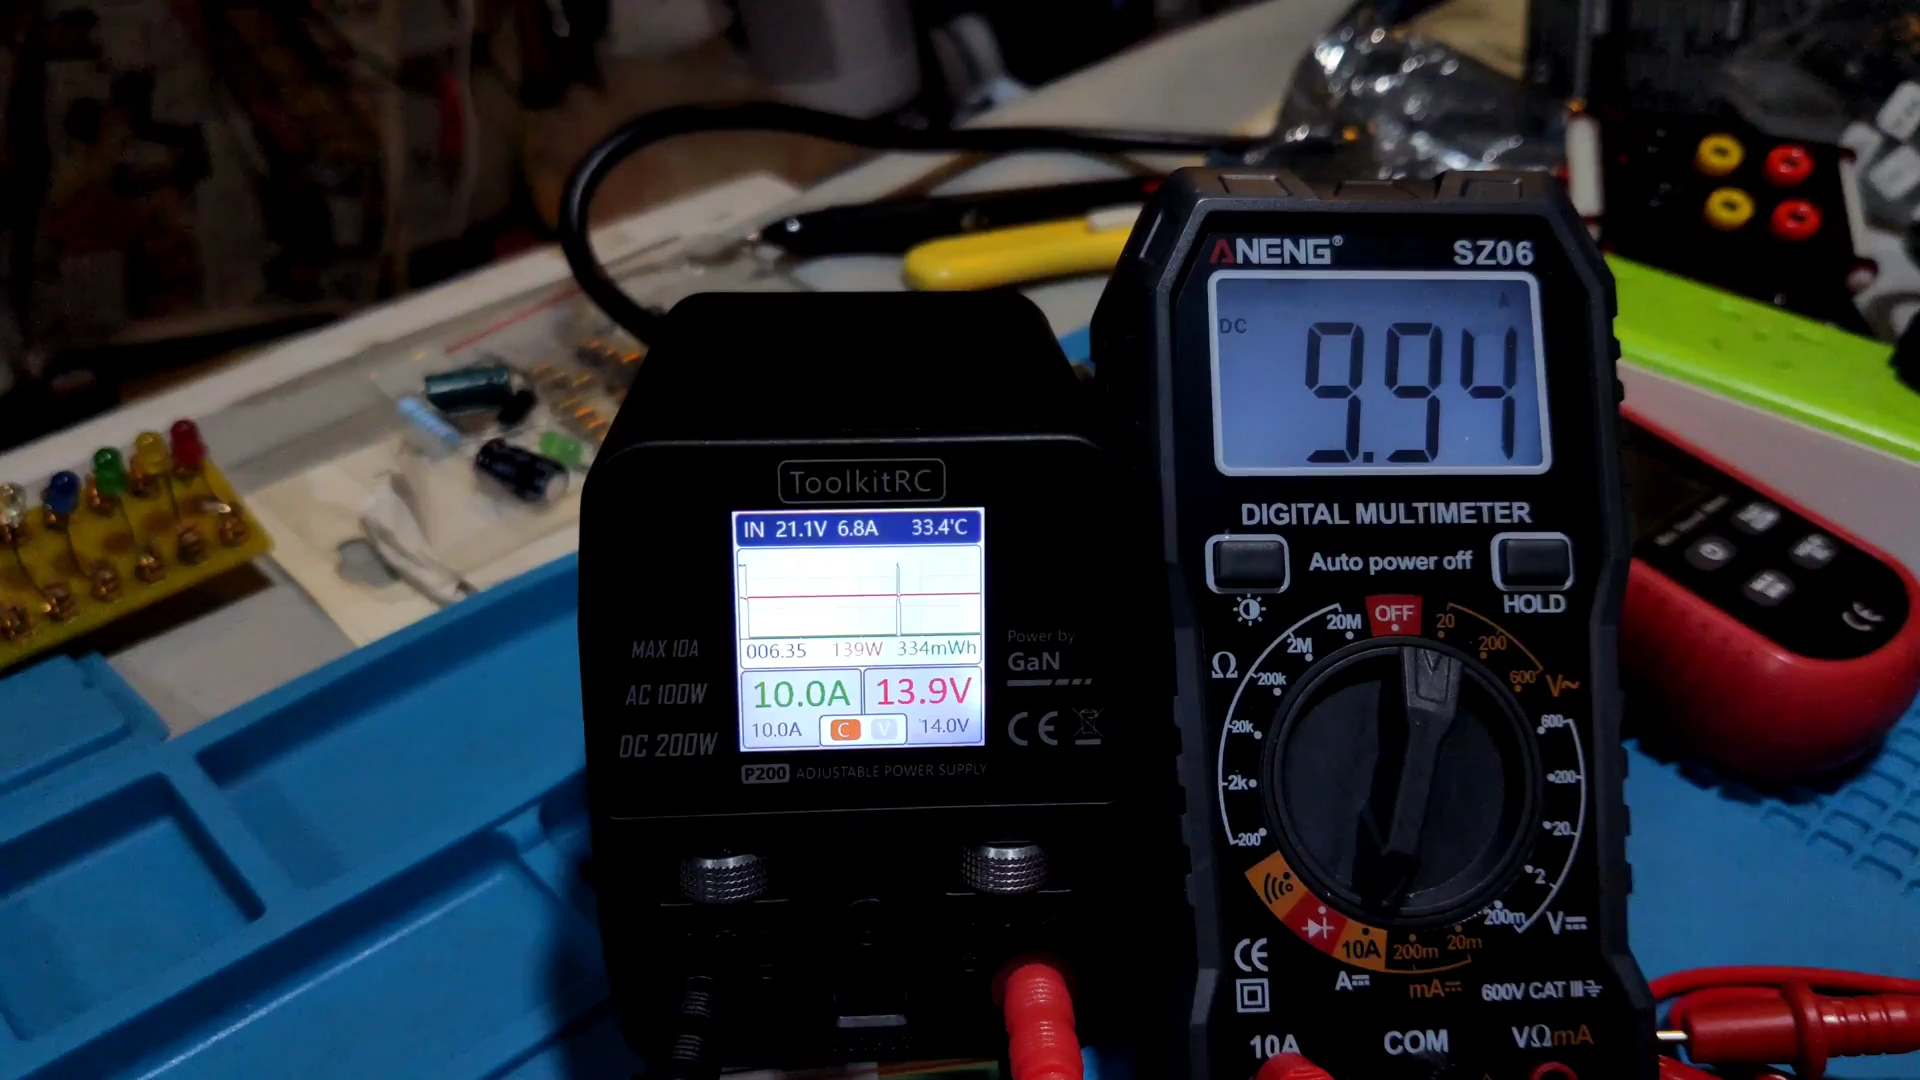 ToolkitRC
IN 21.1V 6.8A 33.4°C
006.35 139W 334mWh
10.0A 13.9V
10.0A C V 14.0V
P200 ADJUSTABLE POWER SUPPLY
MAX 10A
AC 100W
DC 200W
Power by
GaN
CE
ANENG® SZ06
DC A
9.94
DIGITAL MULTIMETER
Auto power off
HOLD
OFF
Ω
20M
2M
200k
20k
2k
200
20
200
600
V~
600
200
20
2
200m
V
10A
200m
20m
A
mA
CE
600V CAT III
10A COM VΩmA